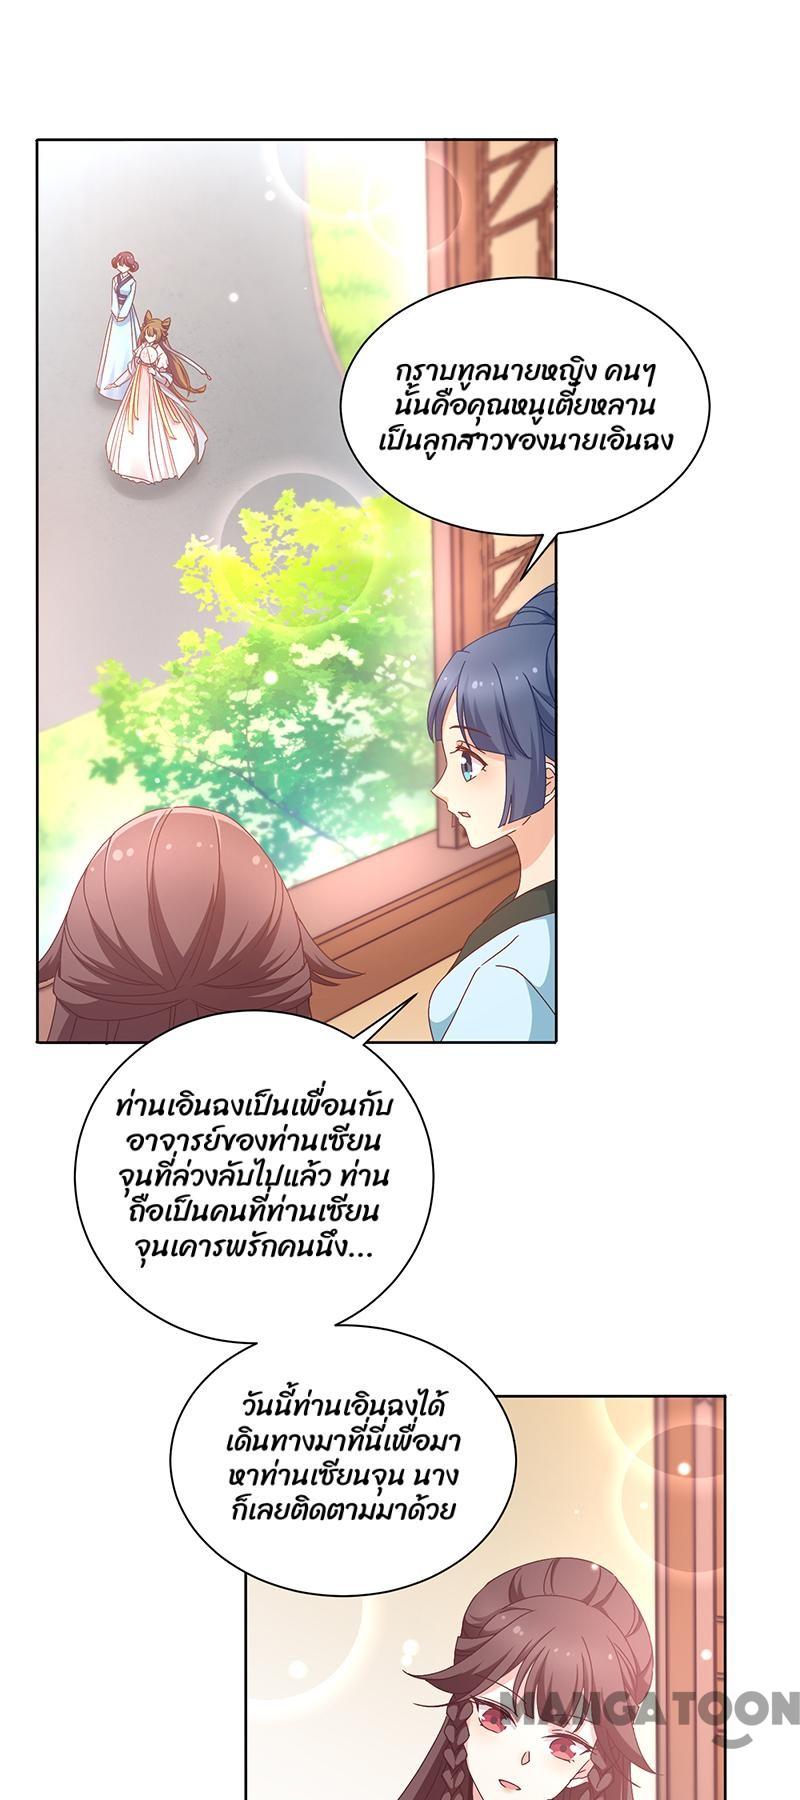 กราบทูลนายหญิง คนๆ
นั้นคือคุณหนูเตี๋ยหลาน
เป็นลูกสาวของนายเอินฉง
ท่านเอินฉงเป็นเพื่อนกับ
อาจารย์ของท่านเซียน
จุนที่ล่วงลับไปแล้ว ท่าน
ถือเป็นคนที่ท่านเซียน
จุนเคารพรักคนนึง...
วันนี้ท่านเอินฉงได้
เดินทางมาที่นี่เพื่อมา
หาท่านเซียนจุน นาง
ก็เลยติดตามมาด้วย
MANGATOON